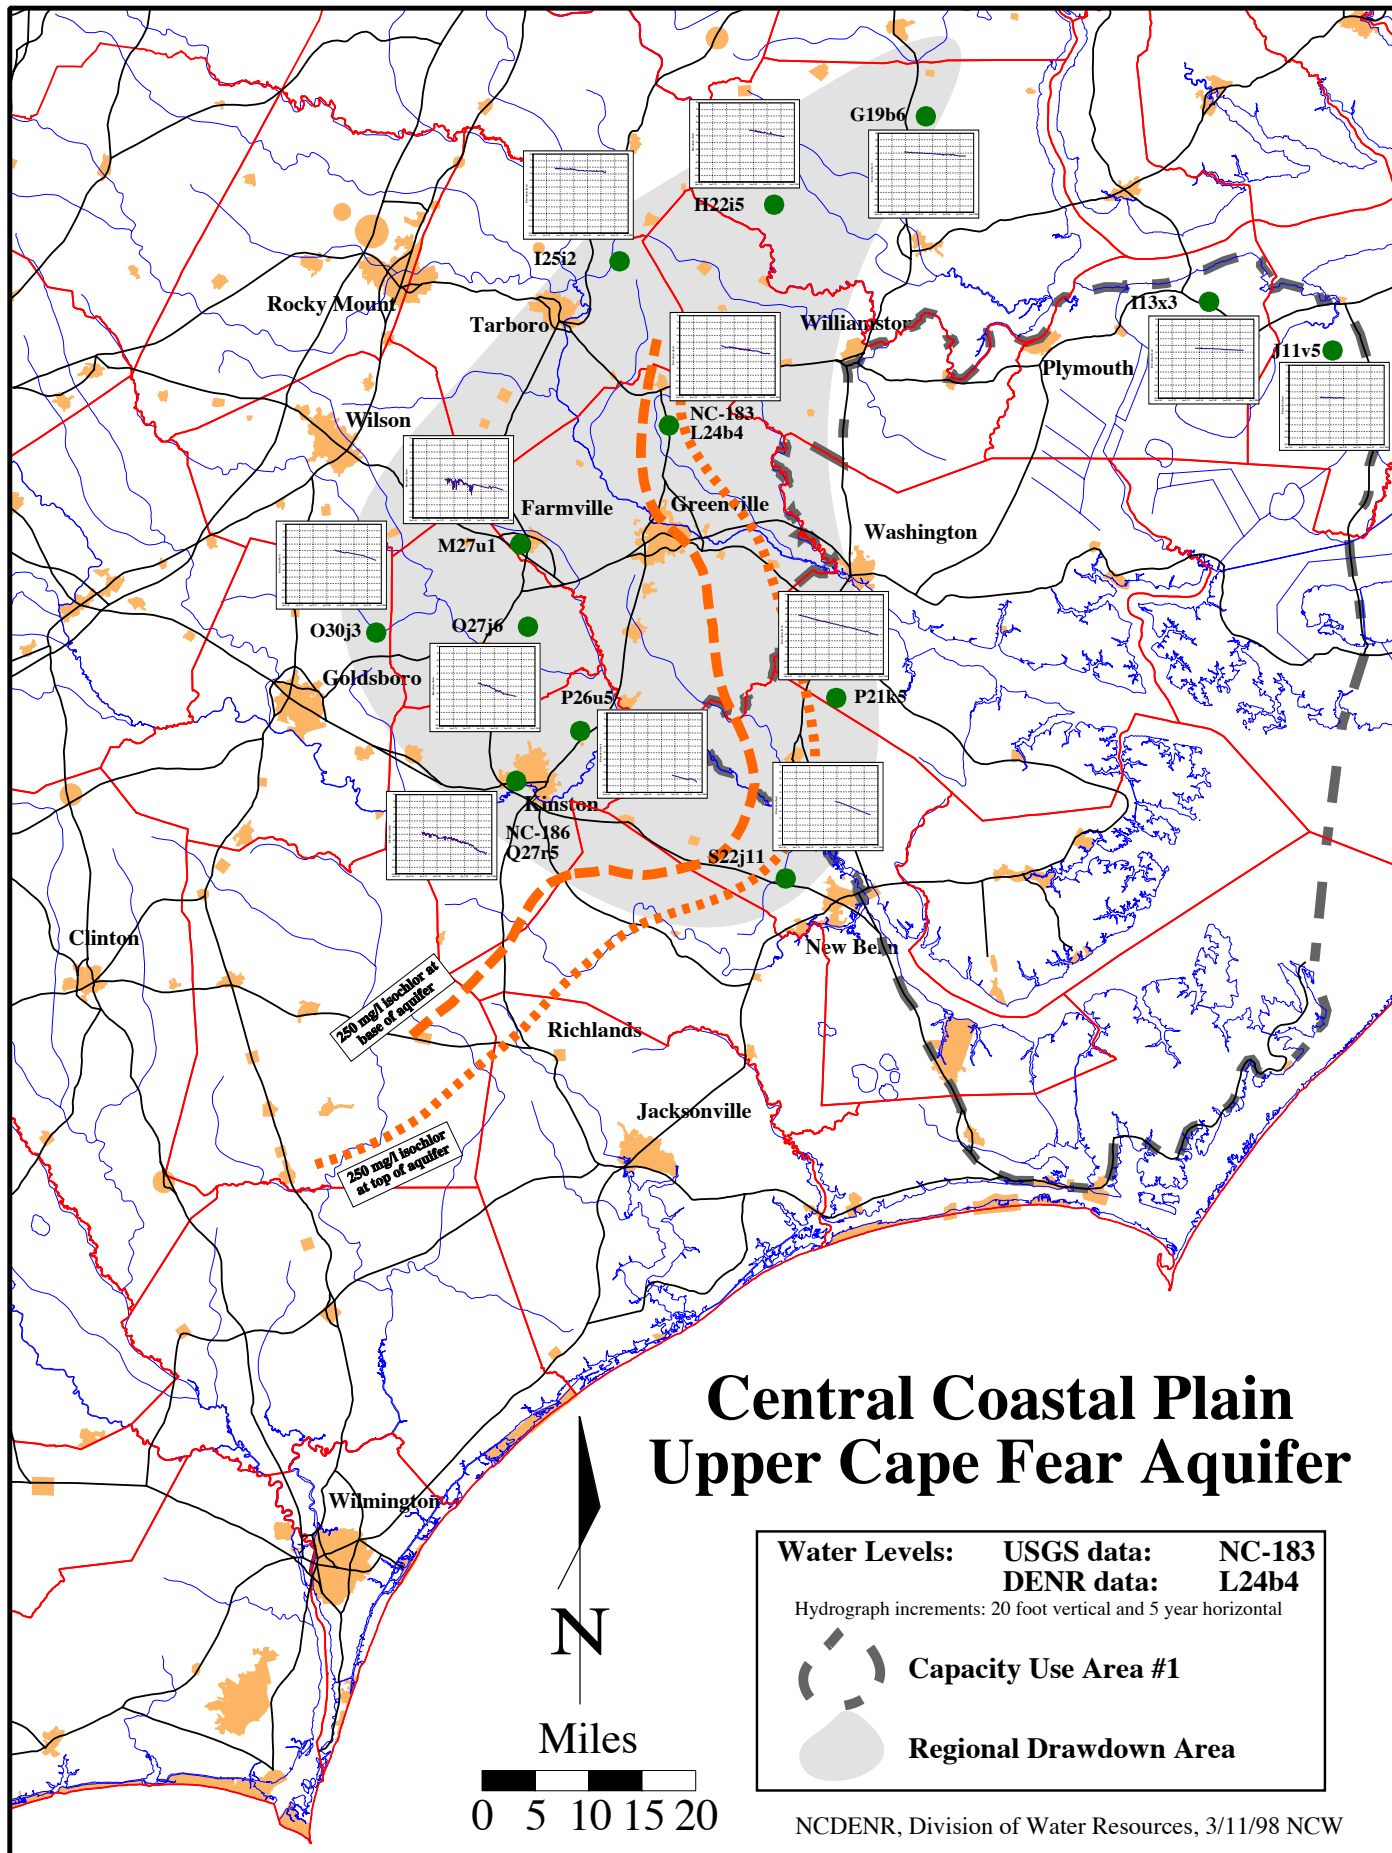 G19b6
H22i5
I25i2
Rocky Mount
Tarboro
Williamston
I13x3
J11v5
Plymouth
NC-183
L24b4
Wilson
Farmville
Greenville
Washington
M27u1
O30j3
O27j6
Goldsboro
P26u5
P21k5
Kinston
NC-186
Q27r5
S22j11
New Bern
Clinton
250 mg/l isochlor at
base of aquifer
Richlands
Jacksonville
250 mg/l isochlor
at top of aquifer
Central Coastal Plain
Upper Cape Fear Aquifer
Wilmington
Water Levels: USGS data: NC-183
DENR data: L24b4
Hydrograph increments: 20 foot vertical and 5 year horizontal
N
Capacity Use Area #1
Miles
Regional Drawdown Area
0 5 10 15 20
NCDENR, Division of Water Resources, 3/11/98 NCW